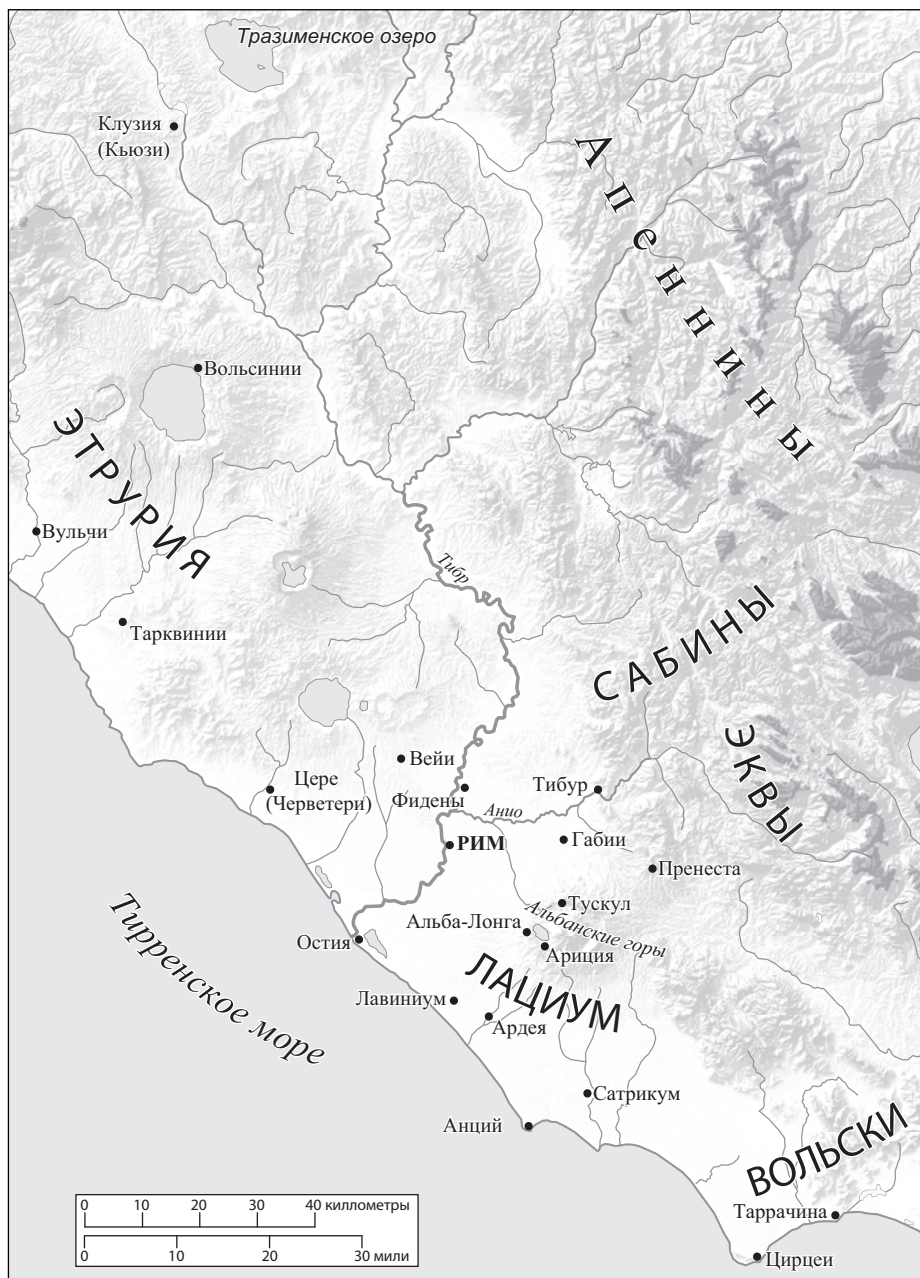 Тразименское озеро
Клузия
(Кьюзи)
Апеннины
Вольсинии
ЭТРУРИЯ
Вульчи
Тибр
Тарквинии
САБИНЫ
ЭКВЫ
Вейи
Цере
(Черветери)
Фидены
Тибур
Анио
РИМ
Габии
Пренеста
Тускул
Альбанские горы
Альба-Лонга
Остия
Ариция
Тирренское море
ЛАЦИУМ
Лавиниум
Ардея
Сатрикум
Анций
ВОЛЬСКИ
Таррачина
Цирцеи
0 10 20 30 40 километры
0 10 20 30 мили